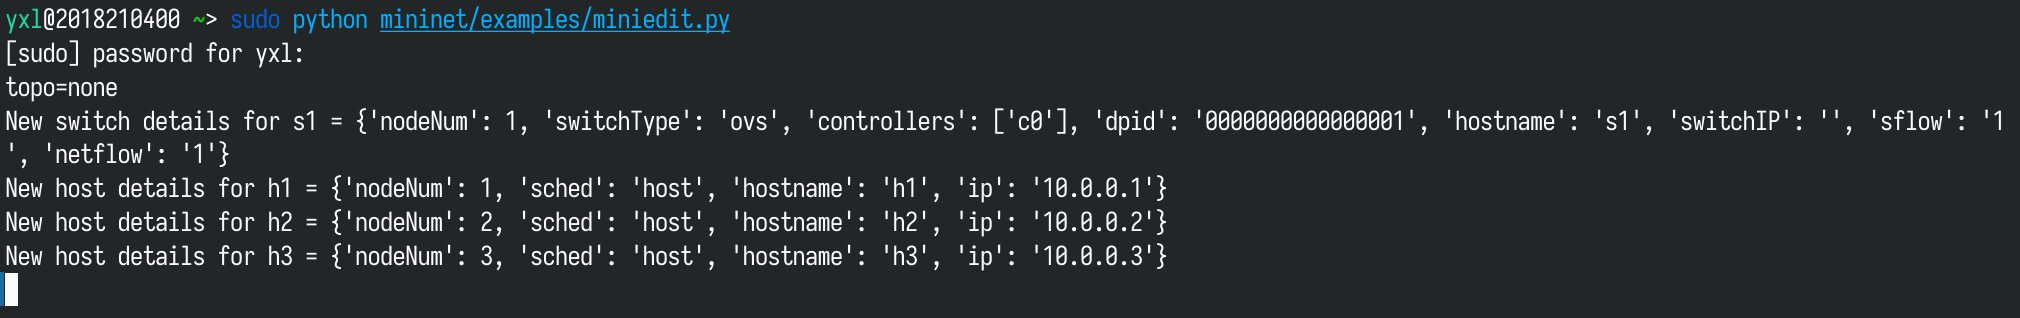 yxl@2018210400 ~> sudo python mininet/examples/miniedit.py
[sudo] password for yxl:
topo=none
New switch details for s1 = {'nodeNum': 1, 'switchType': 'ovs', 'controllers': ['c0'], 'dpid': '0000000000000001', 'hostname': 's1', 'switchIP': '', 'sflow': '1
', 'netflow': '1'}
New host details for h1 = {'nodeNum': 1, 'sched': 'host', 'hostname': 'h1', 'ip': '10.0.0.1'}
New host details for h2 = {'nodeNum': 2, 'sched': 'host', 'hostname': 'h2', 'ip': '10.0.0.2'}
New host details for h3 = {'nodeNum': 3, 'sched': 'host', 'hostname': 'h3', 'ip': '10.0.0.3'}